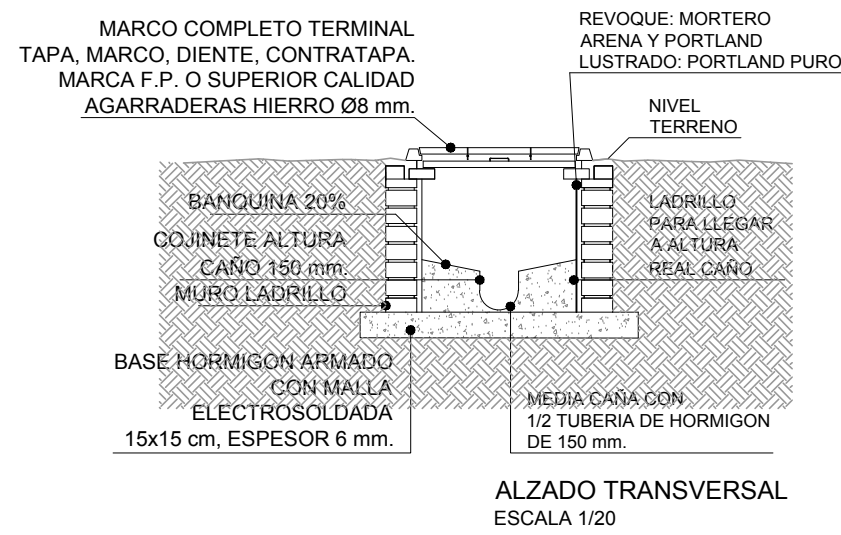 MARCO COMPLETO TERMINAL
TAPA, MARCO, DIENTE, CONTRATAPA.
MARCA F.P. O SUPERIOR CALIDAD
AGARRADERAS HIERRO Ø8 mm.
REVOQUE: MORTERO
ARENA Y PORTLAND
LUSTRADO: PORTLAND PURO
NIVEL
TERRENO
BANQUINA 20%
COJINETE ALTURA
CAÑO 150 mm.
MURO LADRILLO
LADRILLO
PARA LLEGAR
A ALTURA
REAL CAÑO
BASE HORMIGON ARMADO
CON MALLA
ELECTROSOLDADA
15x15 cm, ESPESOR 6 mm.
MEDIA CAÑA CON
1/2 TUBERIA DE HORMIGON
DE 150 mm.
ALZADO TRANSVERSAL
ESCALA 1/20